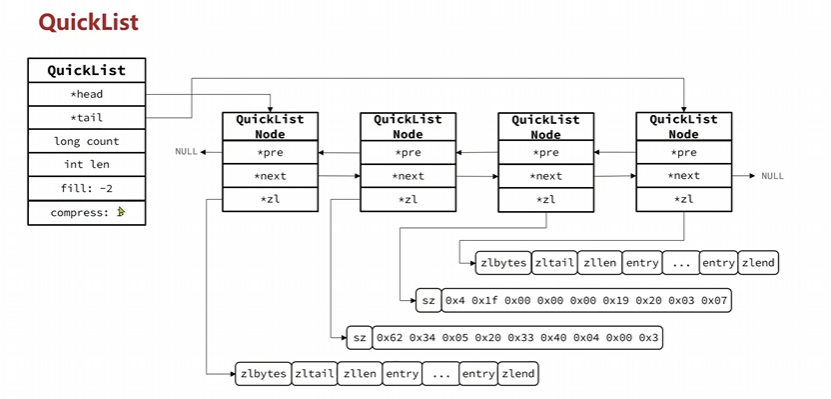 QuickList
QuickList
*head
*tail
long count
int len
fill: -2
compress:
QuickList
Node
*pre
*next
*zl
QuickList
Node
*pre
*next
*zl
QuickList
Node
*pre
*next
*zl
QuickList
Node
*pre
*next
*zl
NULL
NULL
zlbytes zltail zllen entry ... entry zlend
sz 0x4 0x1f 0x00 0x00 0x00 0x19 0x20 0x03 0x07
sz 0x62 0x34 0x05 0x20 0x33 0x40 0x04 0x00 0x3
zlbytes zltail zllen entry ... entry zlend